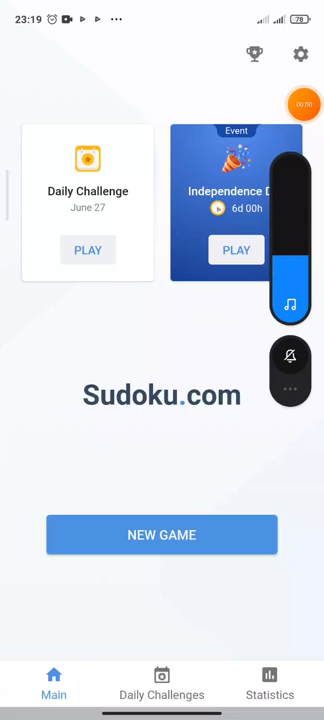 23:19
78
00:00
Event
Daily Challenge
June 27
PLAY
Independence D
6d 00h
PLAY
Sudoku.com
NEW GAME
Main
Daily Challenges
Statistics